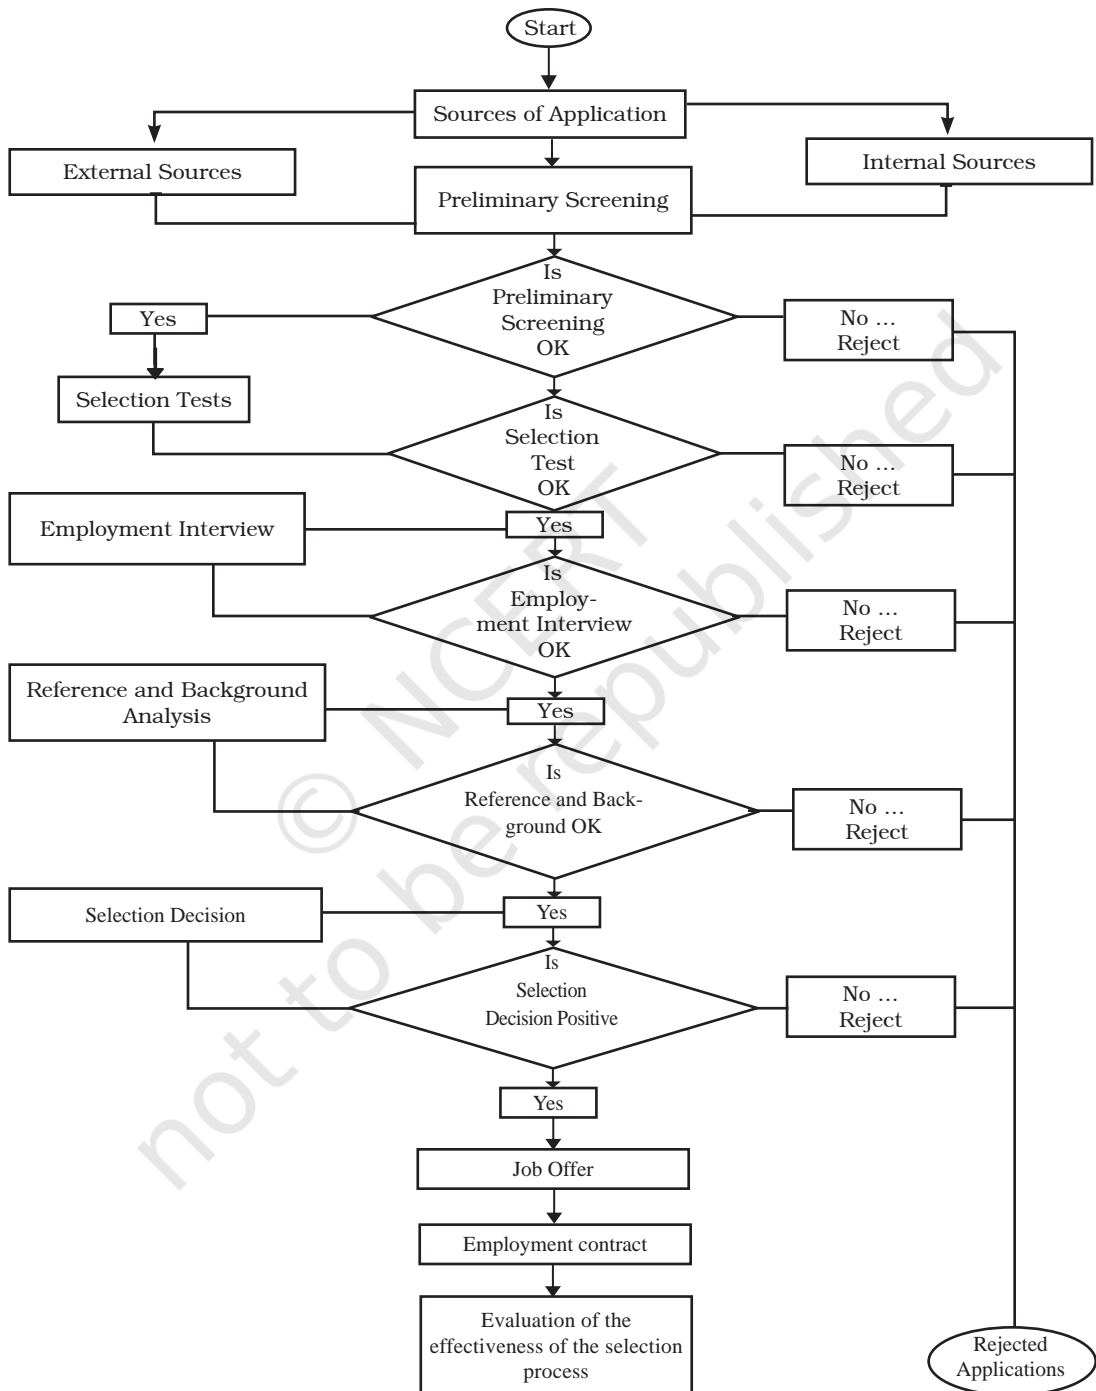 Start
Sources of Application
External Sources
Internal Sources
Preliminary Screening
Is
Preliminary
Screening
OK
Yes
No ...
Reject
Selection Tests
Is
Selection
Test
OK
No ...
Reject
Employment Interview
Yes
Is
Employ-
ment Interview
OK
No ...
Reject
Reference and Background
Analysis
Yes
Is
Reference and Back-
ground OK
No ...
Reject
Selection Decision
Yes
Is
Selection
Decision Positive
No ...
Reject
Yes
Job Offer
Employment contract
Evaluation of the
effectiveness of the selection
process
Rejected
Applications
© NCERT
not to be republished